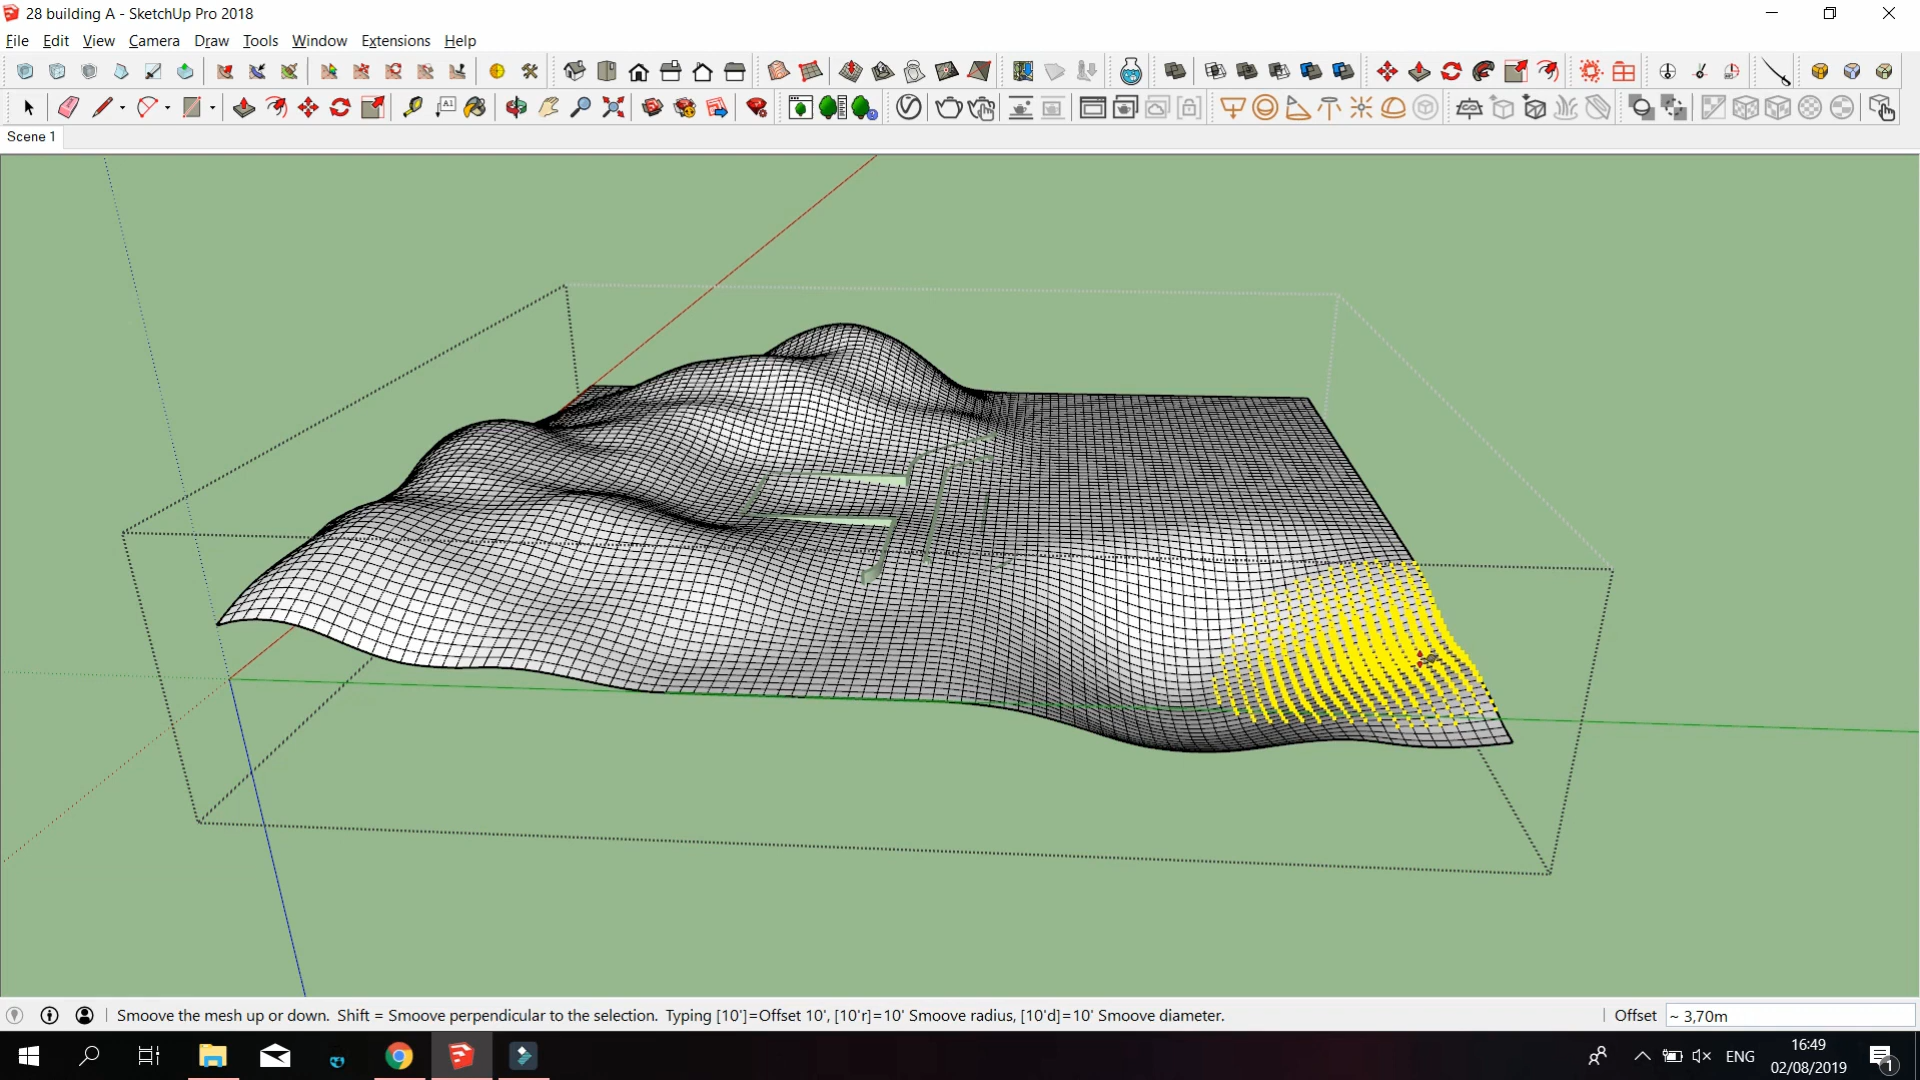 28 building A - SketchUp Pro 2018
File Edit View Camera Draw Tools Window Extensions Help
Scene 1
Smoove the mesh up or down. Shift = Smoove perpendicular to the selection. Typing [10']=Offset 10', [10'r]=10' Smoove radius, [10'd]=10' Smoove diameter.
Offset ~ 3,70m
ENG
16:49
02/08/2019
1